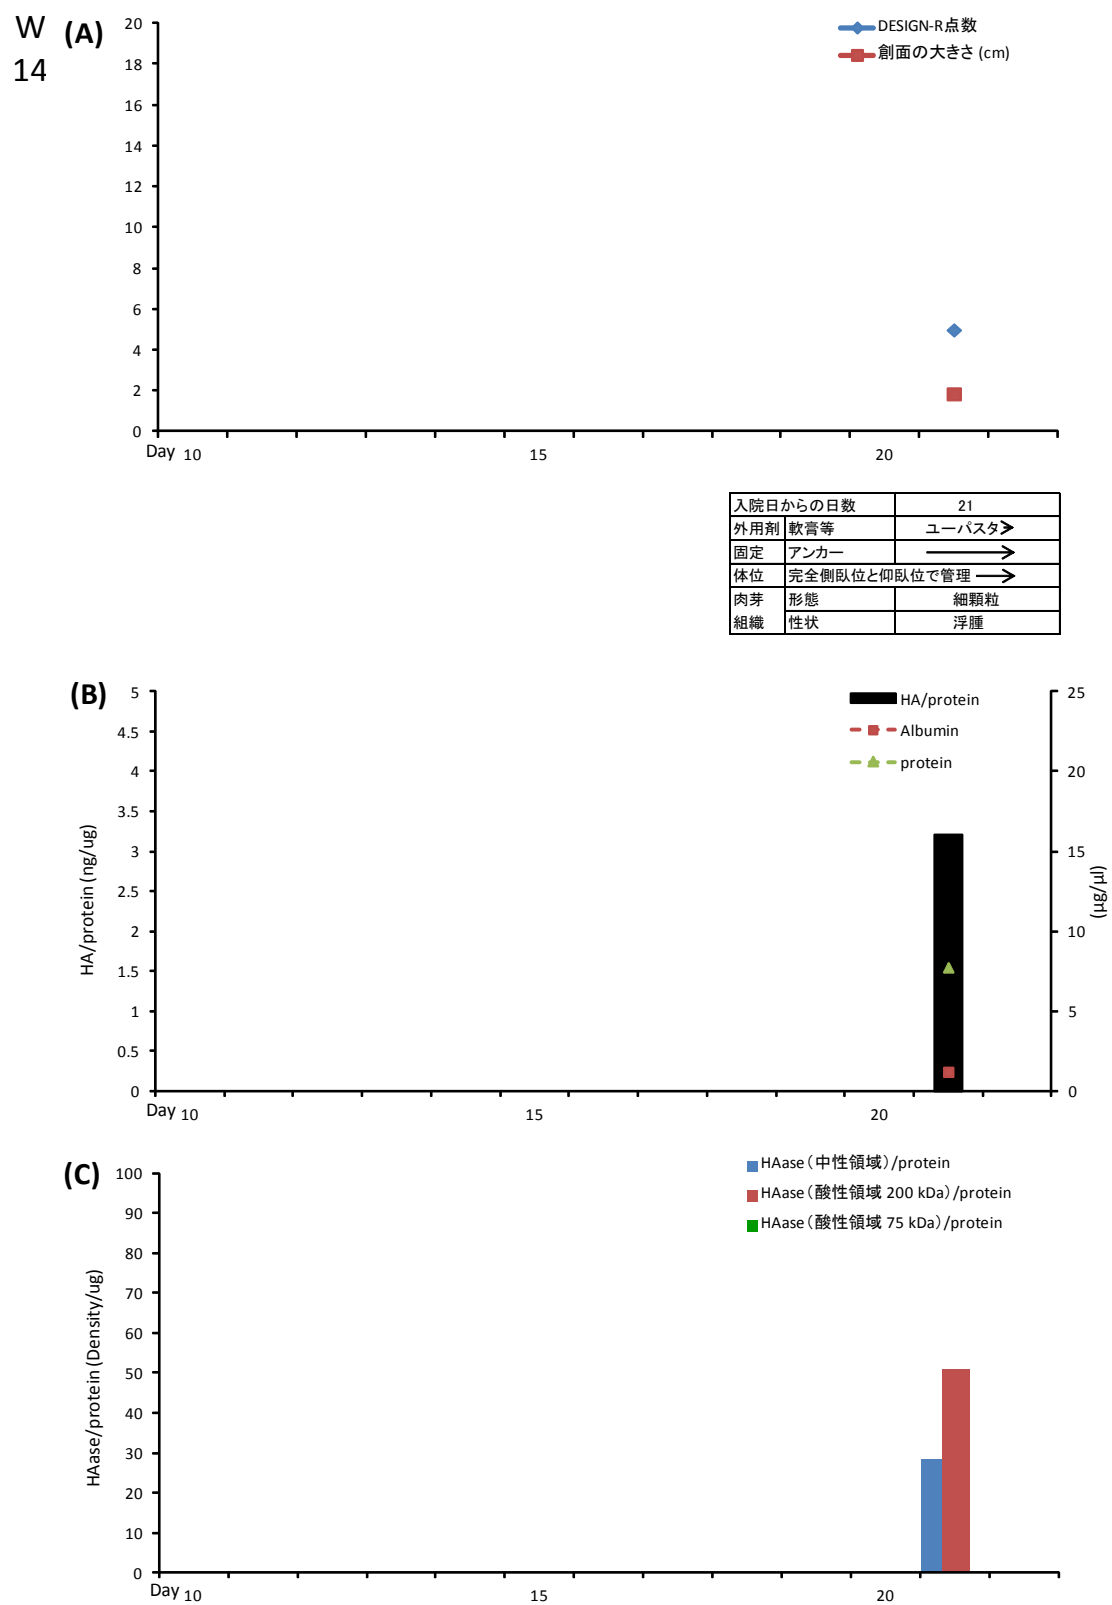 W
14
(A)
DESIGN-R点数
創面の大きさ (cm)
20
18
16
14
12
10
8
6
4
2
0
Day 10
15
20
入院日からの日数 21
外用剤 軟膏等 ユーパスタ
固定 アンカー
体位 完全側臥位と仰臥位で管理
肉芽 形態 細顆粒
組織 性状 浮腫
(B)
HA/protein
Albumin
protein
HA/protein (ng/ug)
5
4.5
4
3.5
3
2.5
2
1.5
1
0.5
0
25
20
15
10
5
0
(μg/μl)
Day 10
15
20
(C)
HAase（中性領域）/protein
HAase（酸性領域 200 kDa）/protein
HAase（酸性領域 75 kDa）/protein
HAase/protein (Density/ug)
100
90
80
70
60
50
40
30
20
10
0
Day 10
15
20